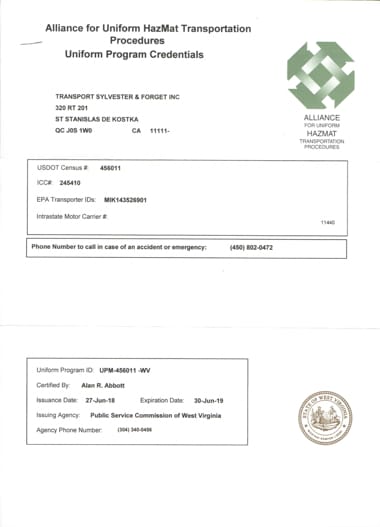 Alliance for Uniform HazMat Transportation
Procedures
Uniform Program Credentials
TRANSPORT SYLVESTER & FORGET INC
320 RT 201
ST STANISLAS DE KOSTKA
QC J0S 1W0 CA 11111-
ALLIANCE
FOR UNIFORM
HAZMAT
TRANSPORTATION
PROCEDURES
USDOT Census #: 456011
ICC#: 245410
EPA Transporter IDs: MIK143526901
Intrastate Motor Carrier #:
11440
Phone Number to call in case of an accident or emergency: (450) 802-0472
Uniform Program ID: UPM-456011 -WV
Certified By: Alan R. Abbott
Issuance Date: 27-Jun-18 Expiration Date: 30-Jun-19
Issuing Agency: Public Service Commission of West Virginia
Agency Phone Number: (304) 340-0456
STATE OF WEST VIRGINIA